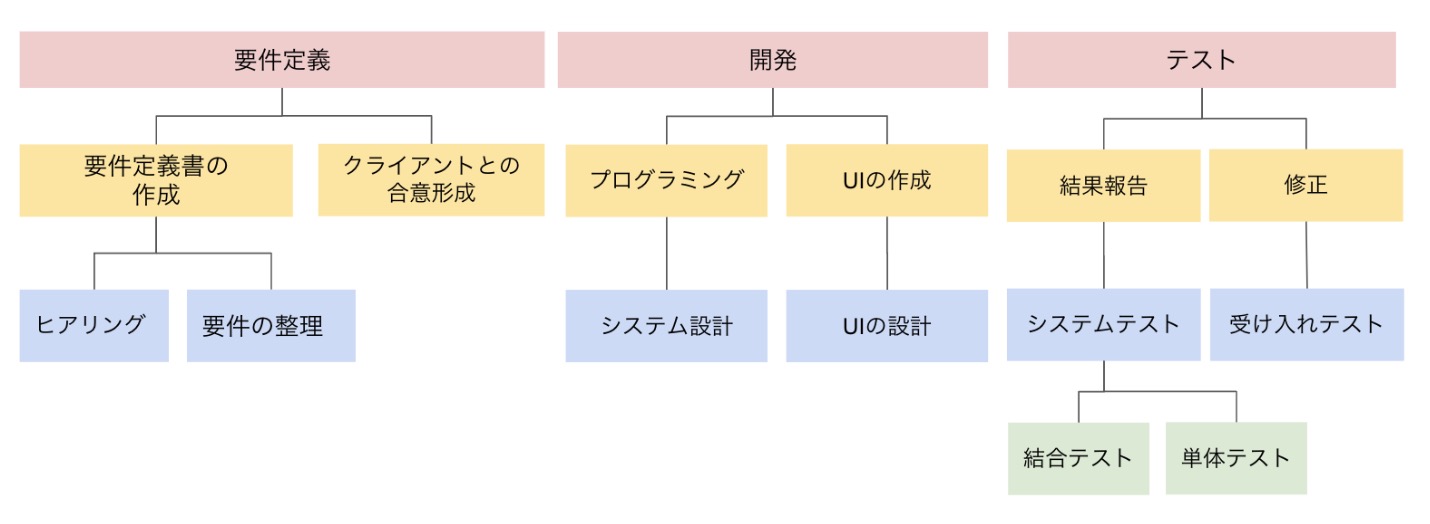 要件定義
開発
テスト
要件定義書の
作成
クライアントとの
合意形成
プログラミング
UIの作成
結果報告
修正
ヒアリング
要件の整理
システム設計
UIの設計
システムテスト
受け入れテスト
結合テスト
単体テスト